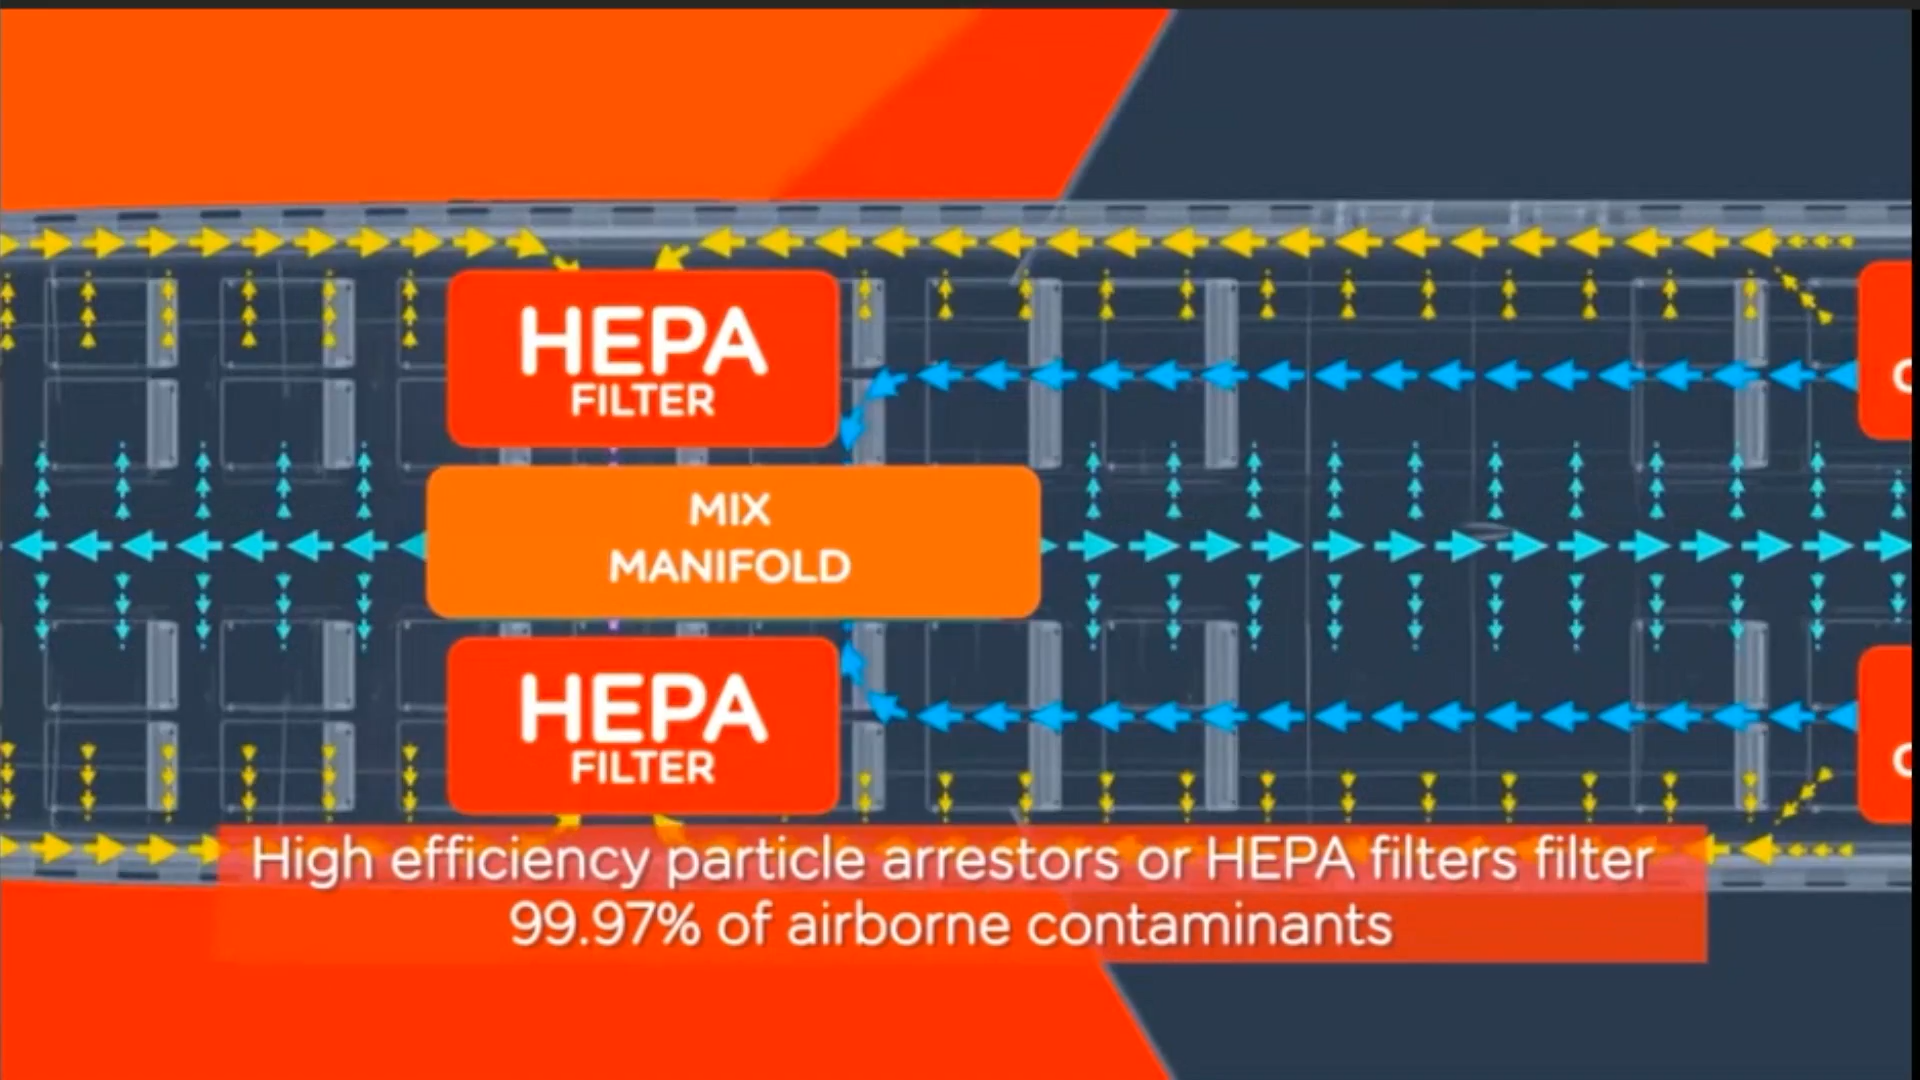 HEPA
FILTER
MIX
MANIFOLD
HEPA
FILTER
High efficiency particle arrestors or HEPA filters filter
99.97% of airborne contaminants